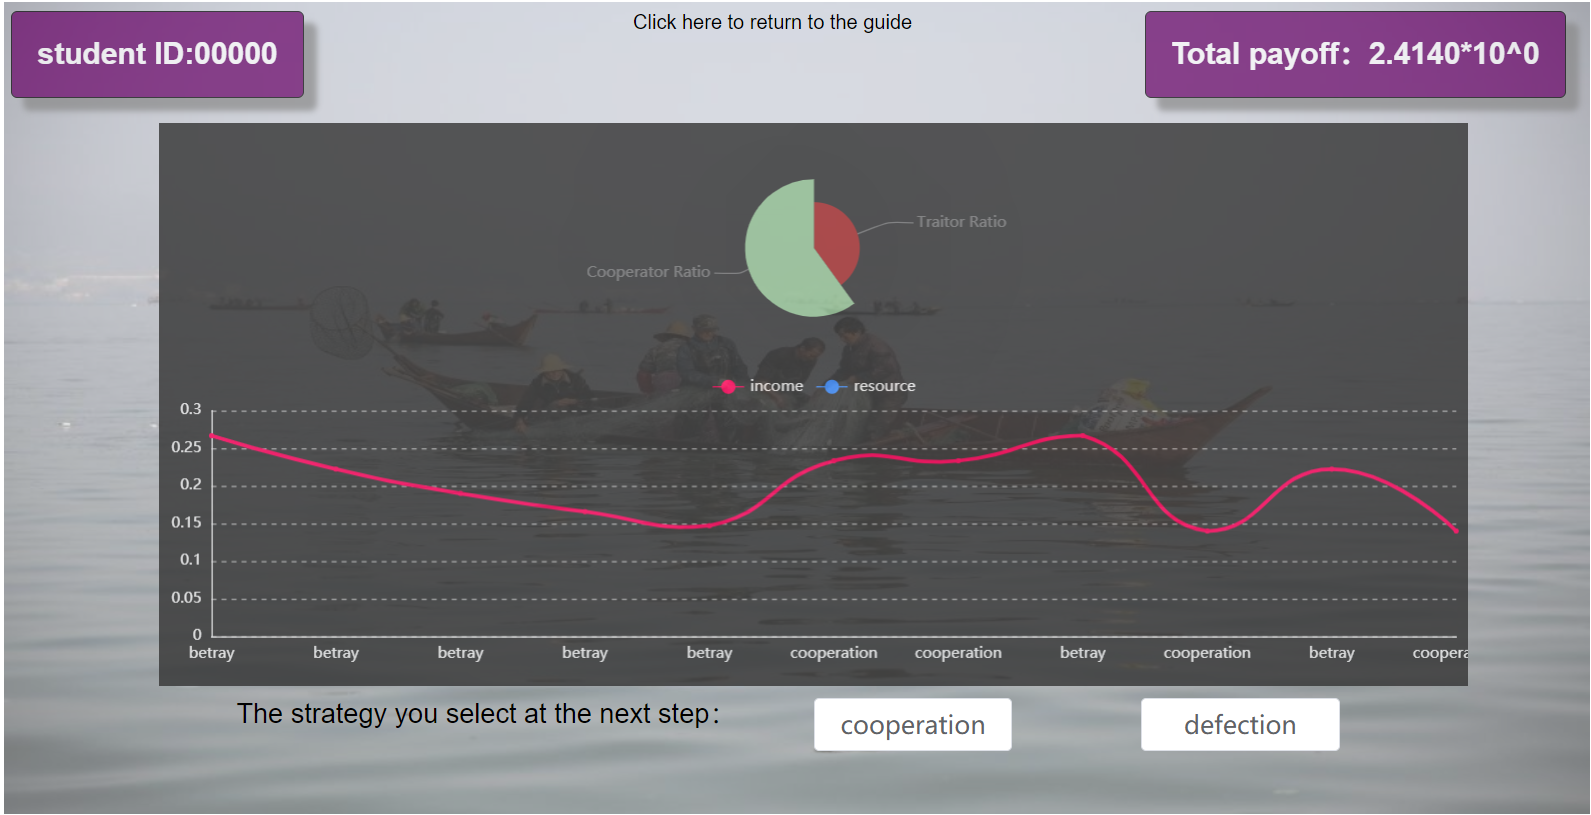 student ID:00000
Click here to return to the guide
Total payoff： 2.4140*10^0
Traitor Ratio
Cooperator Ratio
income
resource
0.3
0.25
0.2
0.15
0.1
0.05
0
betray betray betray betray betray cooperation cooperation betray cooperation betray coopera
The strategy you select at the next step：
cooperation
defection